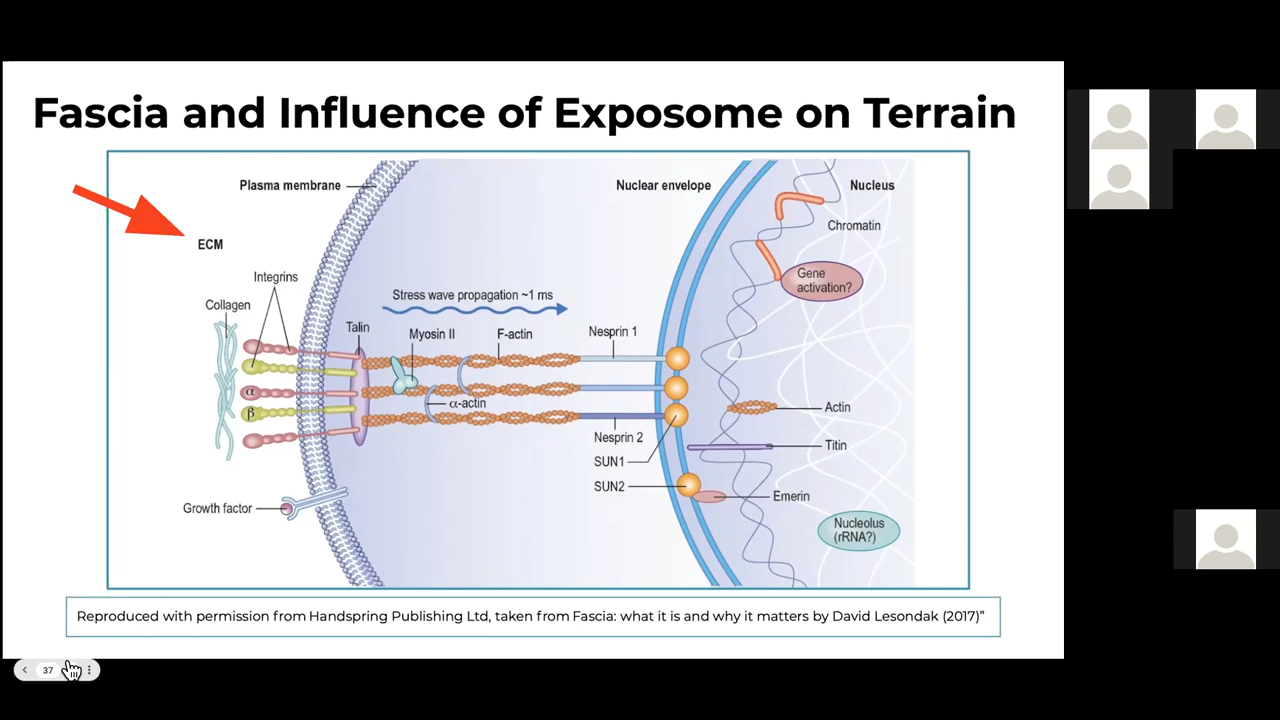 Fascia and Influence of Exposome on Terrain
Plasma membrane
Nuclear envelope
Nucleus
Chromatin
ECM
Integrins
Gene
activation?
Collagen
Stress wave propagation ~1 ms
Talin
Myosin II
F-actin
Nesprin 1
α
β
α-actin
Actin
Nesprin 2
Titin
SUN1
SUN2
Emerin
Growth factor
Nucleolus
(rRNA?)
Reproduced with permission from Handspring Publishing Ltd, taken from Fascia: what it is and why it matters by David Lesondak (2017)”
37